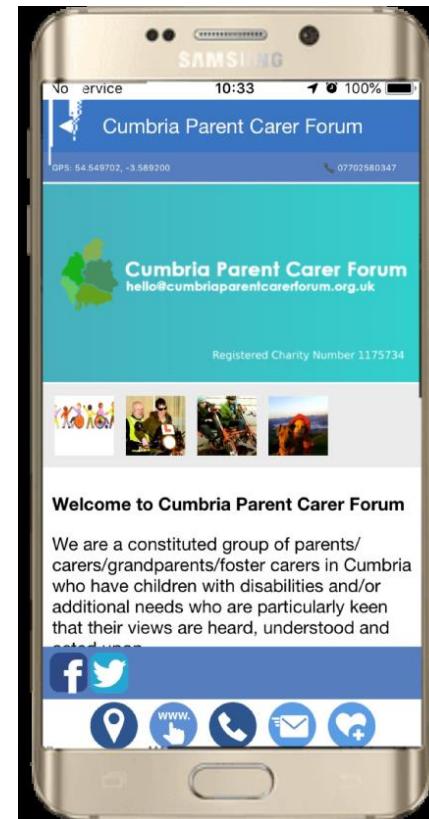 SAMSUNG
No Service 10:33 100%
Cumbria Parent Carer Forum
GPS: 54.549702, -3.589200 07702580347
Cumbria Parent Carer Forum
hello@cumbriaparentcarerforum.org.uk
Registered Charity Number 1175734
L
Welcome to Cumbria Parent Carer Forum
We are a constituted group of parents/
carers/grandparents/foster carers in Cumbria
who have children with disabilities and/or
additional needs who are particularly keen
that their views are heard, understood and
acted upon
f
www.